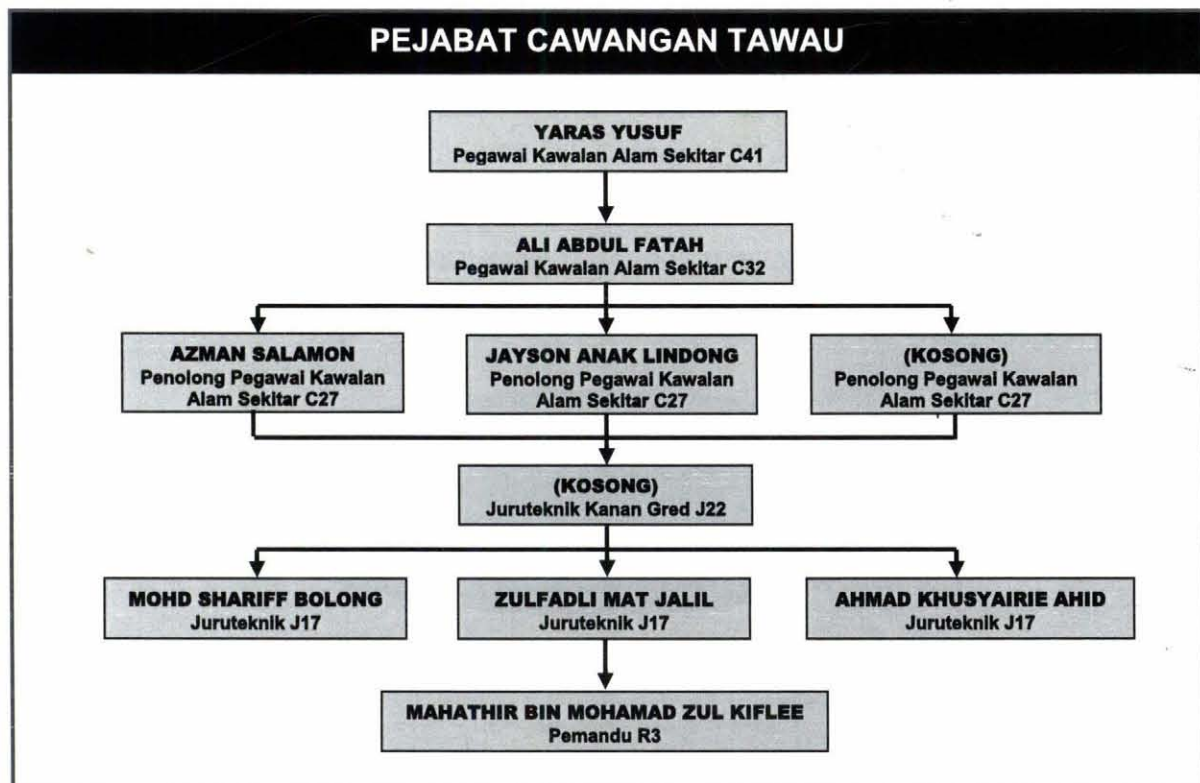 PEJABAT CAWANGAN TAWAU
YARAS YUSUF
Pegawai Kawalan Alam Sekitar C41
ALI ABDUL FATAH
Pegawai Kawalan Alam Sekitar C32
AZMAN SALAMON
Penolong Pegawai Kawalan
Alam Sekitar C27
JAYSON ANAK LINDONG
Penolong Pegawai Kawalan
Alam Sekitar C27
(KOSONG)
Penolong Pegawai Kawalan
Alam Sekitar C27
(KOSONG)
Juruteknik Kanan Gred J22
MOHD SHARIFF BOLONG
Juruteknik J17
ZULFADLI MAT JALIL
Juruteknik J17
AHMAD KHUSYAIRIE AHID
Juruteknik J17
MAHATHIR BIN MOHAMAD ZUL KIFLEE
Pemandu R3